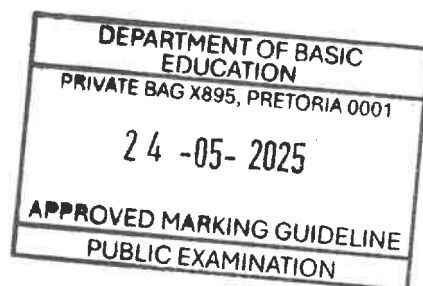 DEPARTMENT OF BASIC
EDUCATION
PRIVATE BAG X895, PRETORIA 0001
24 -05- 2025
APPROVED MARKING GUIDELINE
PUBLIC EXAMINATION